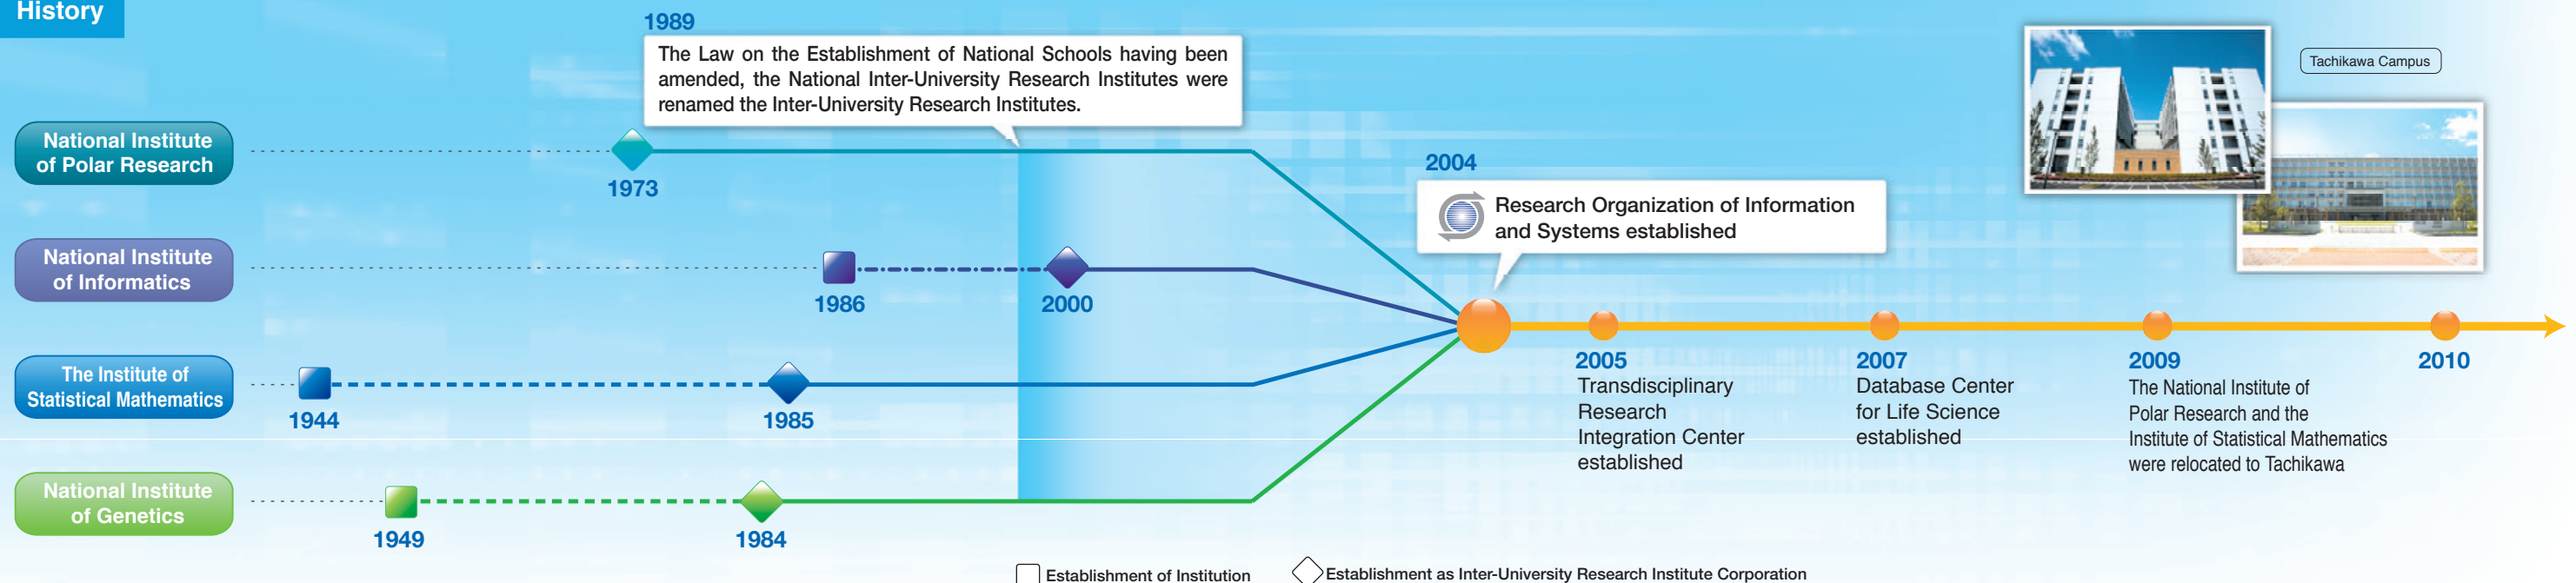 History
1989
The Law on the Establishment of National Schools having been
amended, the National Inter-University Research Institutes were
renamed the Inter-University Research Institutes.
Tachikawa Campus
National Institute
of Polar Research
1973
2004
Research Organization of Information
and Systems established
National Institute
of Informatics
1986
2000
The Institute of
Statistical Mathematics
1944
1985
2005
Transdisciplinary
Research
Integration Center
established
2007
Database Center
for Life Science
established
2009
The National Institute of
Polar Research and the
Institute of Statistical Mathematics
were relocated to Tachikawa
2010
National Institute
of Genetics
1949
1984
Establishment of Institution
Establishment as Inter-University Research Institute Corporation